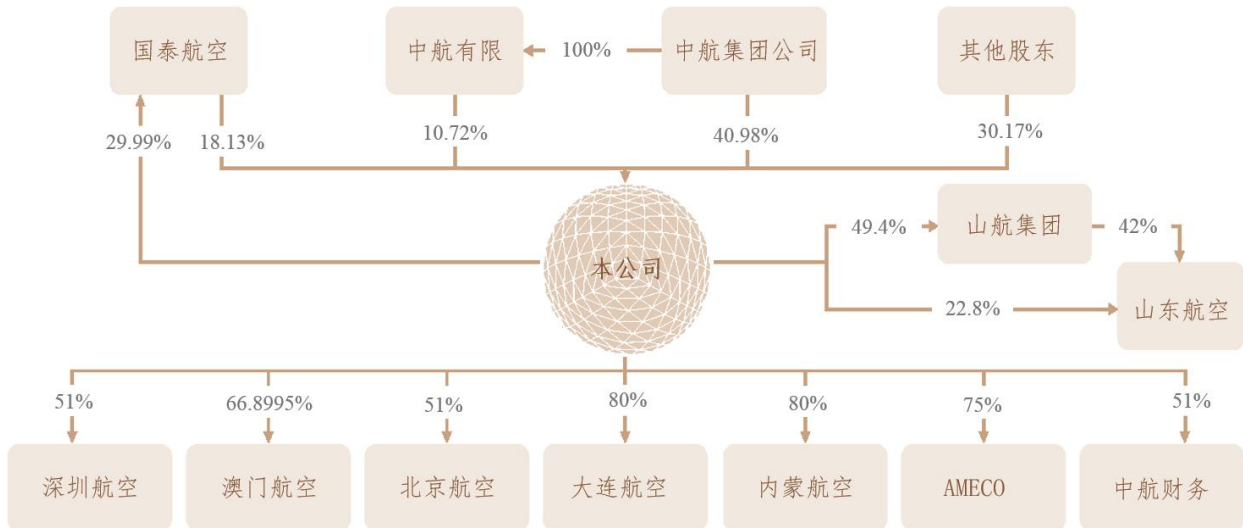 国泰航空
中航有限
100%
中航集团公司
其他股东
29.99%
18.13%
10.72%
40.98%
30.17%
本公司
49.4%
山航集团
42%
22.8%
山东航空
51%
66.8995%
51%
80%
80%
75%
51%
深圳航空
澳门航空
北京航空
大连航空
内蒙航空
AMECO
中航财务